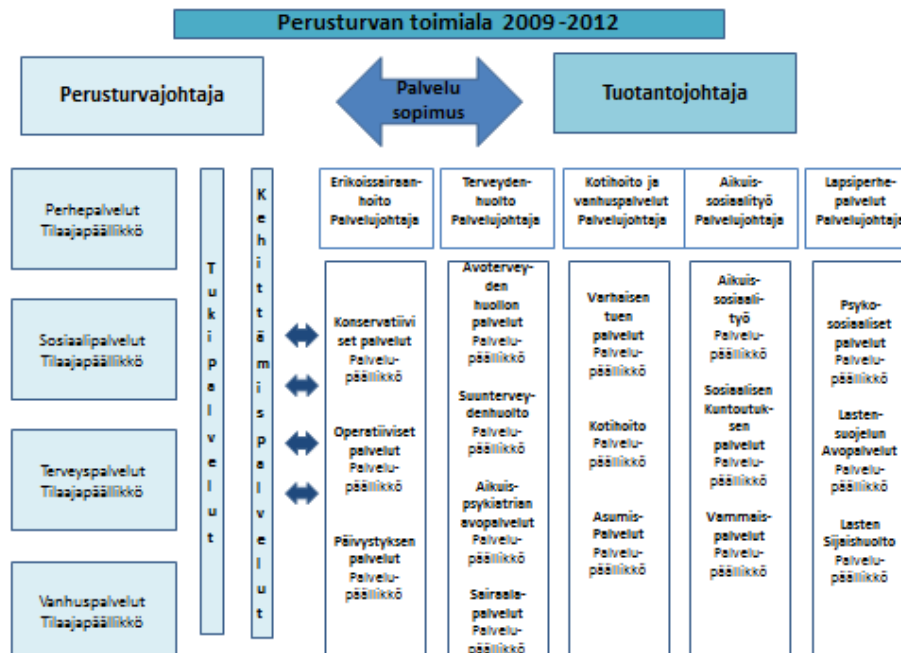 Perusturvan toimiala 2009-2012
Perusturvajohtaja
Palvelu
sopimus
Tuotantojohtaja
Perhepalvelut
Tilaajapäällikkö
Sosiaalipalvelut
Tilaajapäällikkö
Terveyspalvelut
Tilaajapäällikkö
Vanhuspalvelut
Tilaajapäällikkö
Tukipalvelut
Kehittämispalvelut
Erikoissairaan-
hoito
Palvelujohtaja
Terveyden-
huolto
Palvelujohtaja
Kotihoito ja
vanhuspalvelut
Palvelujohtaja
Aikuis-
sosiaalityö
Palvelujohtaja
Lapsiperhe-
palvelut
Palvelujohtaja
Konservatiivi
set palvelut
Palvelu-
päällikkö
Operatiiviset
palvelut
Palvelu-
päällikkö
Päivystyksen
palvelut
Palvelu-
päällikkö
Avotervey-
den
huollon
palvelut
Palvelu-
päällikkö
Suuntervey-
denhuolto
Palvelu-
päällikkö
Aikuis-
psykiatrian
avopalvelut
Palvelu-
päällikkö
Sairaala-
palvelut
Palvelu-
päällikkö
Varhaisen
tuen
palvelut
Palvelu-
päällikkö
Kotihoito
Palvelu-
päällikkö
Asumis-
Palvelut
Palvelu-
päällikkö
Aikuis-
sosiaali-
työ
Palvelu-
päällikkö
Sosiaalisen
Kuntoutuk-
sen
palvelut
Palvelu-
päällikkö
Vammais-
palvelut
Palvelu-
päällikkö
Psyko-
sosiaaliset
palvelut
Palvelu-
päällikkö
Lasten-
suojelun
Avopalvelut
Palvelu-
päällikkö
Lasten
Sijaishuolto
Palvelu-
päällikkö